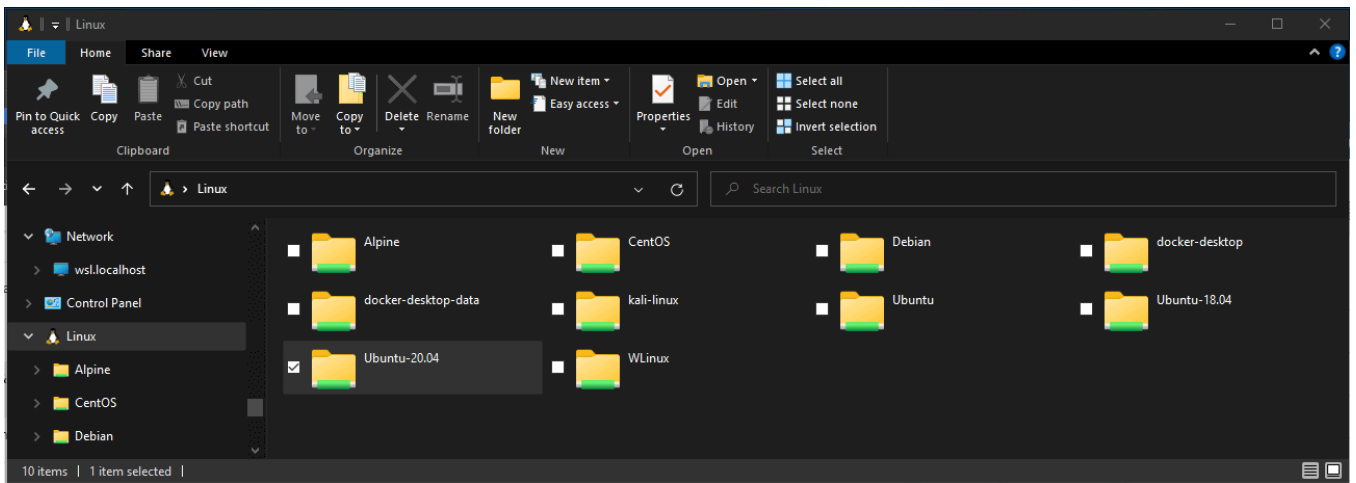 Linux
File Home Share View
Pin to Quick access
Copy
Paste
Cut
Copy path
Paste shortcut
Clipboard
Move to
Copy to
Delete
Rename
Organize
New folder
New item
Easy access
New
Properties
Open
Edit
History
Open
Select all
Select none
Invert selection
Select
Linux
Search Linux
Network
wsl.localhost
Control Panel
Linux
Alpine
CentOS
Debian
Alpine CentOS Debian docker-desktop
docker-desktop-data kali-linux Ubuntu Ubuntu-18.04
Ubuntu-20.04 WLinux
10 items | 1 item selected |